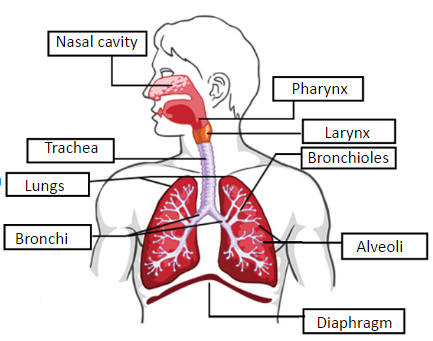 Nasal cavity
Pharynx
Larynx
Trachea
Bronchioles
Lungs
Bronchi
Alveoli
Diaphragm